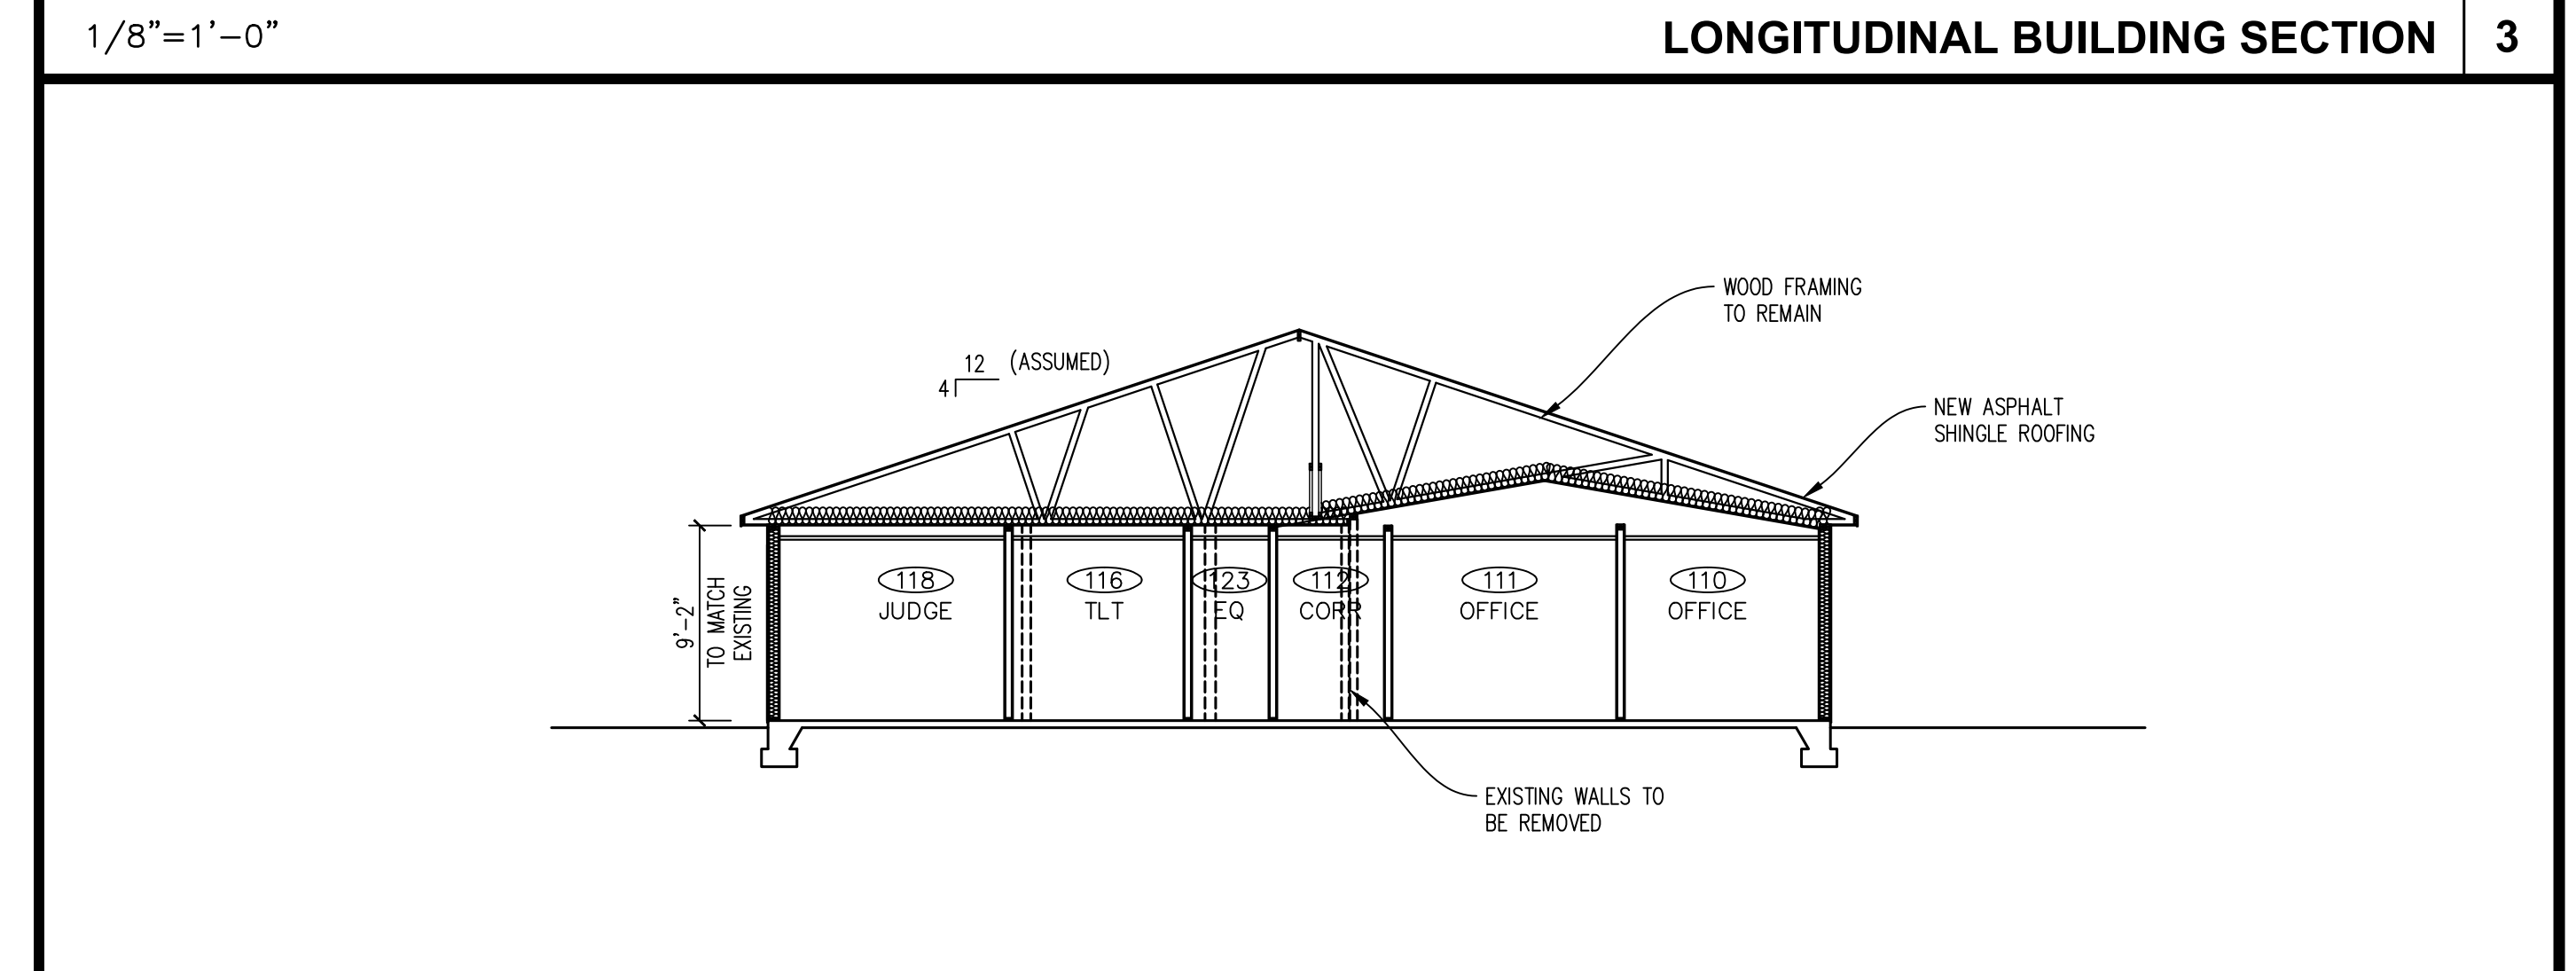 1/8"=1'-0"
LONGITUDINAL BUILDING SECTION 3
WOOD FRAMING
TO REMAIN
12 (ASSUMED)
4
NEW ASPHALT
SHINGLE ROOFING
9'-2"
TO MATCH
EXISTING
118 116 123 112 111 110
JUDGE TLT EQ CORR OFFICE OFFICE
EXISTING WALLS TO
BE REMOVED